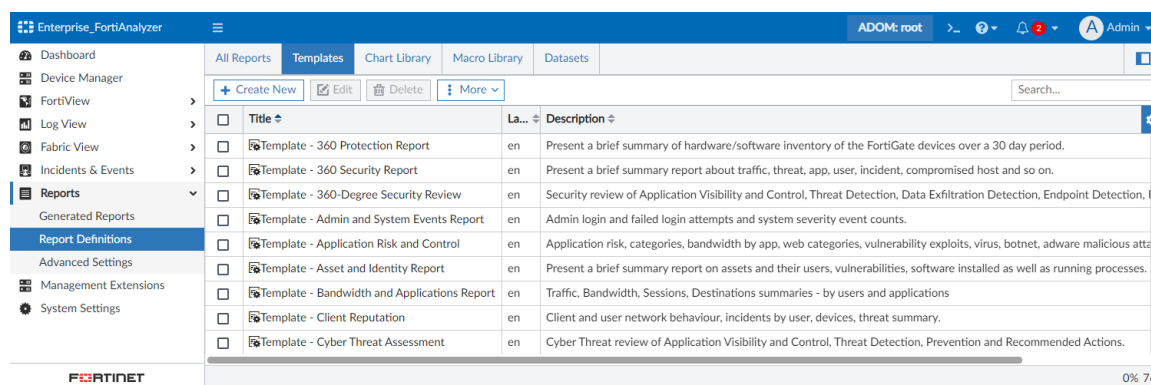 Enterprise_FortiAnalyzer ADOM: root >_ 2 A Admin
Dashboard
Device Manager
FortiView
Log View
Fabric View
Incidents & Events
Reports
Generated Reports
Report Definitions
Advanced Settings
Management Extensions
System Settings
FORTINET
All Reports Templates Chart Library Macro Library Datasets
+ Create New Edit Delete More Search...
Title La... Description
Template - 360 Protection Report en Present a brief summary of hardware/software inventory of the FortiGate devices over a 30 day period.
Template - 360 Security Report en Present a brief summary report about traffic, threat, app, user, incident, compromised host and so on.
Template - 360-Degree Security Review en Security review of Application Visibility and Control, Threat Detection, Data Exfiltration Detection, Endpoint Detection,
Template - Admin and System Events Report en Admin login and failed login attempts and system severity event counts.
Template - Application Risk and Control en Application risk, categories, bandwidth by app, web categories, vulnerability exploits, virus, botnet, adware malicious atta
Template - Asset and Identity Report en Present a brief summary report on assets and their users, vulnerabilities, software installed as well as running processes.
Template - Bandwidth and Applications Report en Traffic, Bandwidth, Sessions, Destinations summaries - by users and applications
Template - Client Reputation en Client and user network behaviour, incidents by user, devices, threat summary.
Template - Cyber Threat Assessment en Cyber Threat review of Application Visibility and Control, Threat Detection, Prevention and Recommended Actions.
0%